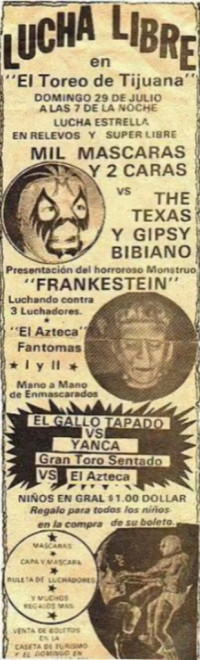 LUCHA LIBRE
en
"El Toreo de Tijuana"
DOMINGO 29 DE JULIO
A LAS 7 DE LA NOCHE
LUCHA ESTRELLA
EN RELEVOS Y SUPER LIBRE
MIL MASCARAS
Y 2 CARAS
VS
THE
TEXAS
Y GIPSY
BIBIANO
Presentación del horroroso Monstruo
"FRANKESTEIN"
Luchando contra
3 Luchadores.
"El Azteca"
Fantomas
I y II
Mano a Mano
de Enmascarados
EL GALLO TAPADO
VS
YANCA
Gran Toro Sentado
VS El Azteca
NIÑOS EN GRAL $1.00 DOLLAR
Regalo para todos los niños
en la compra de su boleto.
MASCARAS
CAPA Y MASCARA
RULETA DE LUCHADORES
Y MUCHOS
REGALOS MAS
VENTA DE BOLETOS
EN LA
CASETA DE TURISMO
Y EL DOMINGO EN